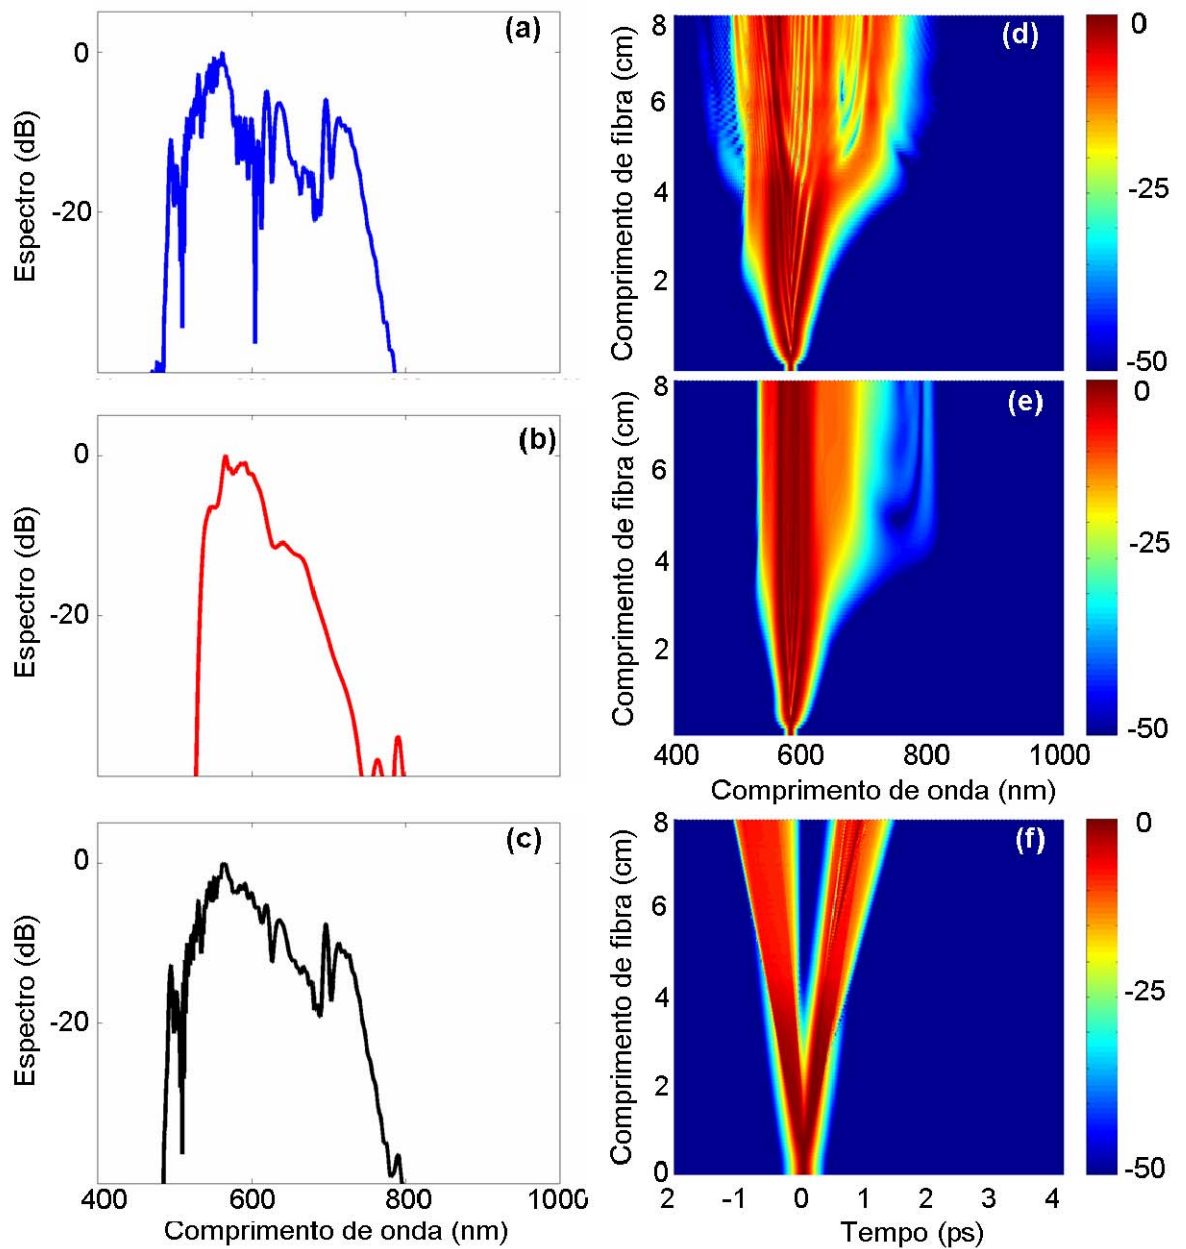 (a)
0
-20
Espectro (dB)
(b)
0
-20
Espectro (dB)
(c)
0
-20
Espectro (dB)
400
600
800
1000
Comprimento de onda (nm)
(d)
8
6
4
2
Comprimento de fibra (cm)
0
-25
-50
(e)
8
6
4
2
Comprimento de fibra (cm)
0
-25
-50
400
600
800
1000
Comprimento de onda (nm)
(f)
8
6
4
2
0
Comprimento de fibra (cm)
0
-25
-50
2
-1
0
1
2
3
4
Tempo (ps)